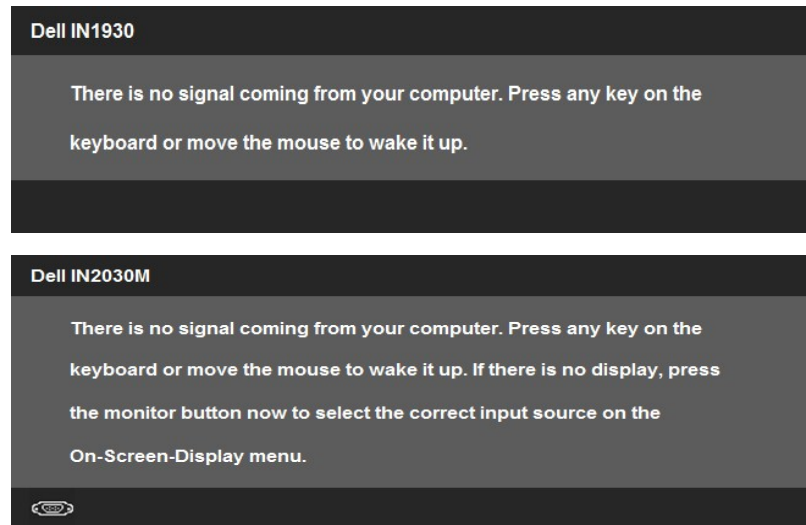 Dell IN1930
There is no signal coming from your computer. Press any key on the
keyboard or move the mouse to wake it up.
Dell IN2030M
There is no signal coming from your computer. Press any key on the
keyboard or move the mouse to wake it up. If there is no display, press
the monitor button now to select the correct input source on the
On-Screen-Display menu.